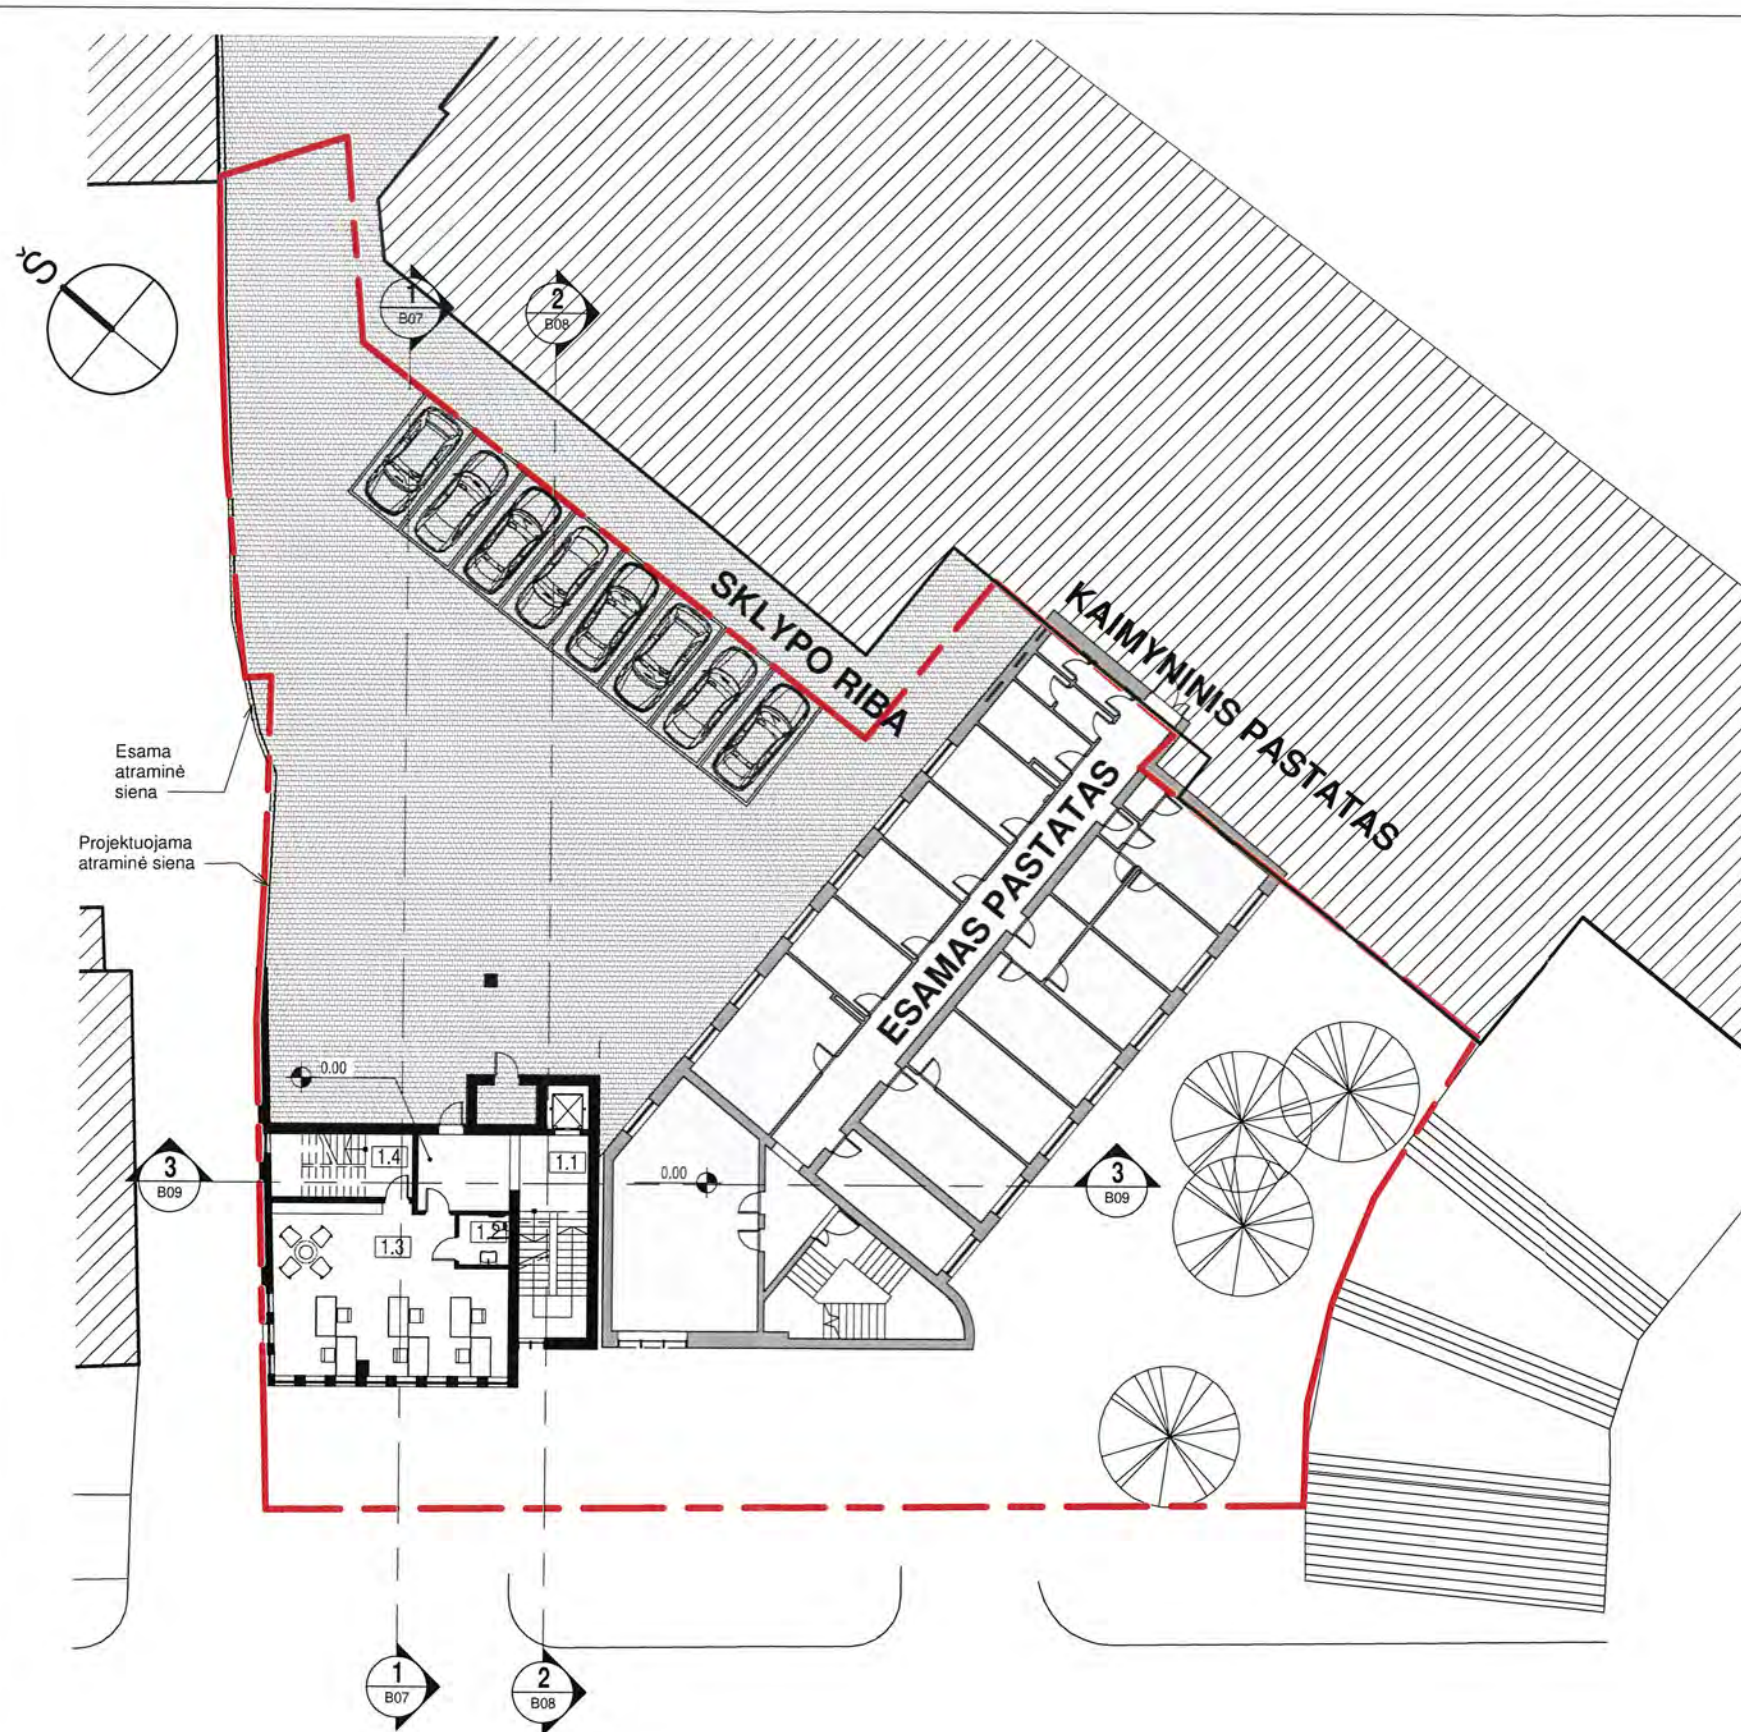 Š
1
B07
2
B08
SKLYPO RIBA
KAIMYNINIS PASTATAS
ESAMAS PASTATAS
Esama
atraminė
siena
Projektuojama
atraminė siena
0.00
1.4
1.1
3
B09
0.00
3
B09
1.2
1.3
1
B07
2
B08